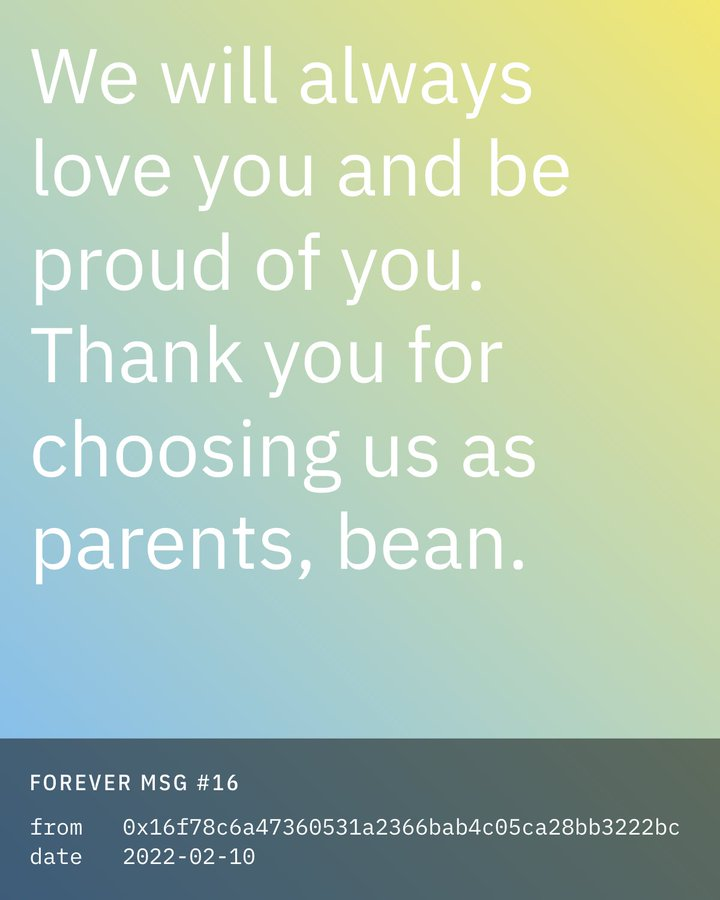 We will always
love you and be
proud of you.
Thank you for
choosing us as
parents, bean.
FOREVER MSG #16
from 0x16f78c6a47360531a2366bab4c05ca28bb3222bc
date 2022-02-10